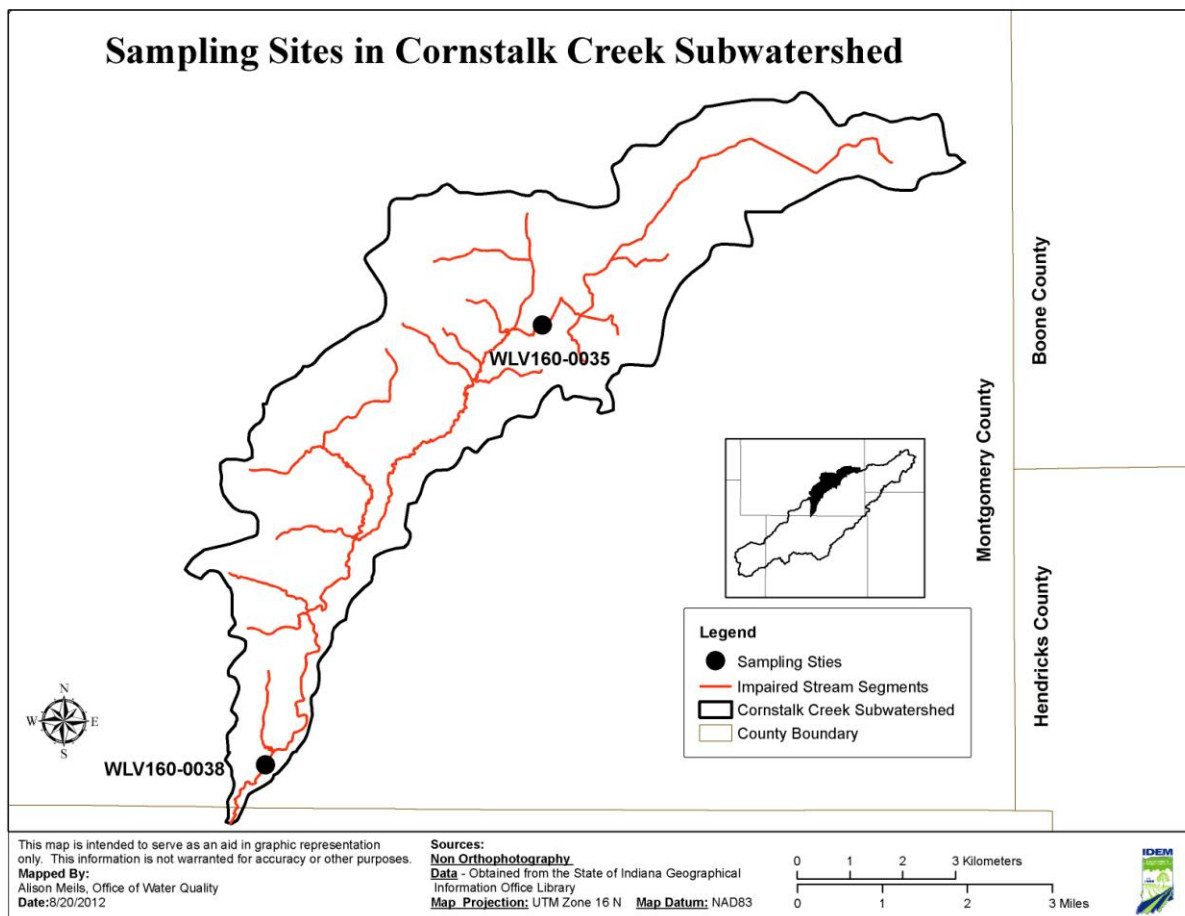 Sampling Sites in Cornstalk Creek Subwatershed
Boone County
WLV160-0035
Montgomery County
Hendricks County
Legend
Sampling Sties
Impaired Stream Segments
Cornstalk Creek Subwatershed
County Boundary
N
W E
S
WLV160-0038
This map is intended to serve as an aid in graphic representation
only. This information is not warranted for accuracy or other purposes.
Mapped By:
Alison Meils, Office of Water Quality
Date:8/20/2012
Sources:
Non Orthophotography
Data - Obtained from the State of Indiana Geographical
Information Office Library
Map Projection: UTM Zone 16 N Map Datum: NAD83
0 1 2 3 Kilometers
0 1 2 3 Miles
IDEM